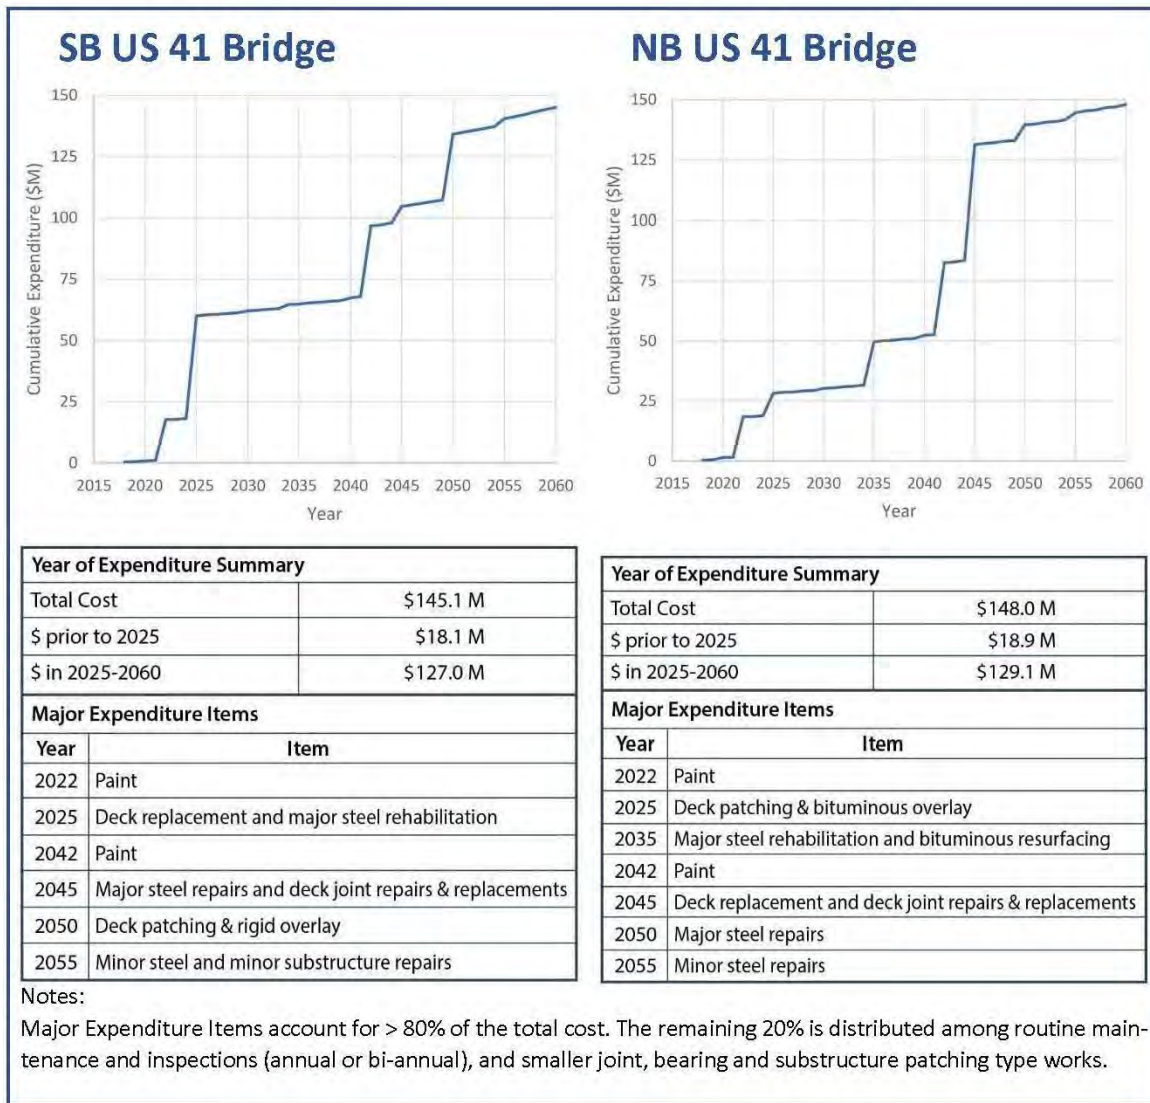 SB US 41 Bridge
150
125
100
75
50
25
0
Cumulative Expenditure ($M)
2015 2020 2025 2030 2035 2040 2045 2050 2055 2060
Year
Year of Expenditure Summary
Total Cost $145.1 M
$ prior to 2025 $18.1 M
$ in 2025-2060 $127.0 M
Major Expenditure Items
Year Item
2022 Paint
2025 Deck replacement and major steel rehabilitation
2042 Paint
2045 Major steel repairs and deck joint repairs & replacements
2050 Deck patching & rigid overlay
2055 Minor steel and minor substructure repairs
NB US 41 Bridge
150
125
100
75
50
25
0
Cumulative Expenditure ($M)
2015 2020 2025 2030 2035 2040 2045 2050 2055 2060
Year
Year of Expenditure Summary
Total Cost $148.0 M
$ prior to 2025 $18.9 M
$ in 2025-2060 $129.1 M
Major Expenditure Items
Year Item
2022 Paint
2025 Deck patching & bituminous overlay
2035 Major steel rehabilitation and bituminous resurfacing
2042 Paint
2045 Deck replacement and deck joint repairs & replacements
2050 Major steel repairs
2055 Minor steel repairs
Notes:
Major Expenditure Items account for > 80% of the total cost. The remaining 20% is distributed among routine main-
tenance and inspections (annual or bi-annual), and smaller joint, bearing and substructure patching type works.